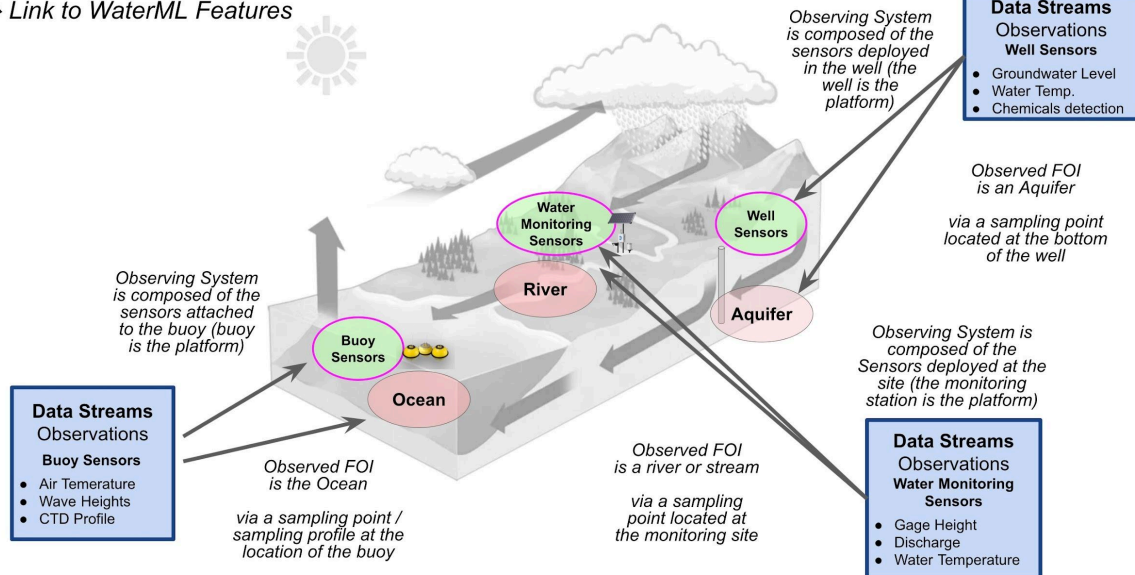 Link to WaterML Features
Observing System
is composed of the
sensors deployed
in the well (the
well is the
platform)
Data Streams
Observations
Well Sensors
● Groundwater Level
● Water Temp.
● Chemicals detection
Observed FOI
is an Aquifer
via a sampling point
located at the bottom
of the well
Water
Monitoring
Sensors
Well
Sensors
River
Aquifer
Observing System
is composed of the
sensors attached
to the buoy (buoy
is the platform)
Buoy
Sensors
Ocean
Observing System is
composed of the
Sensors deployed at the
site (the monitoring
station is the platform)
Data Streams
Observations
Buoy Sensors
● Air Temerature
● Wave Heights
● CTD Profile
Observed FOI
is the Ocean
via a sampling point /
sampling profile at the
location of the buoy
Observed FOI
is a river or stream
via a sampling
point located at
the monitoring site
Data Streams
Observations
Water Monitoring
Sensors
● Gage Height
● Discharge
● Water Temperature